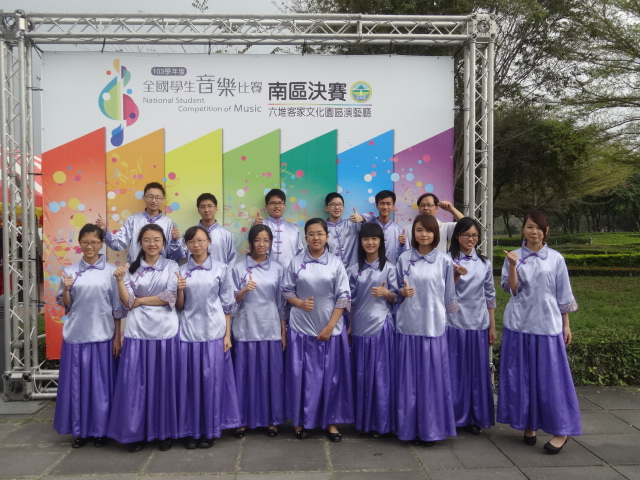 103學年度
全國學生音樂比賽 南區決賽
National Student
Competition of Music
六堆客家文化園區演藝廳